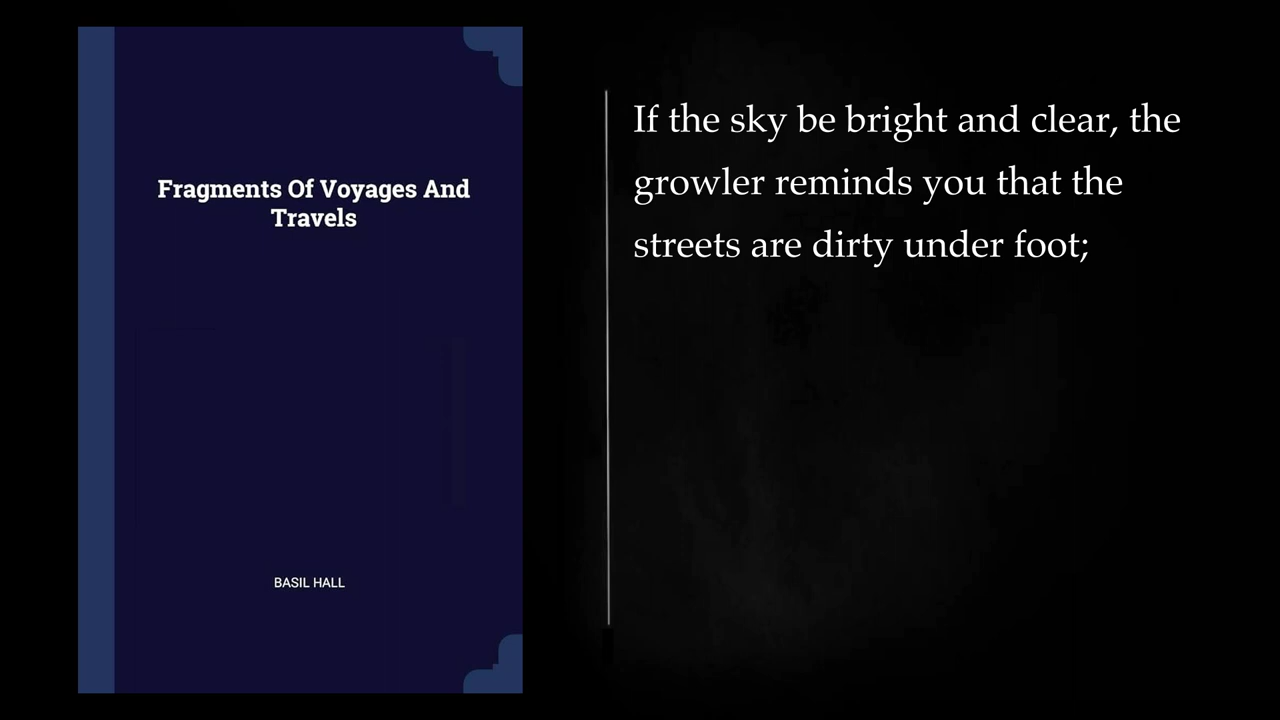 Fragments Of Voyages And
Travels
BASIL HALL
If the sky be bright and clear, the
growler reminds you that the
streets are dirty under foot;